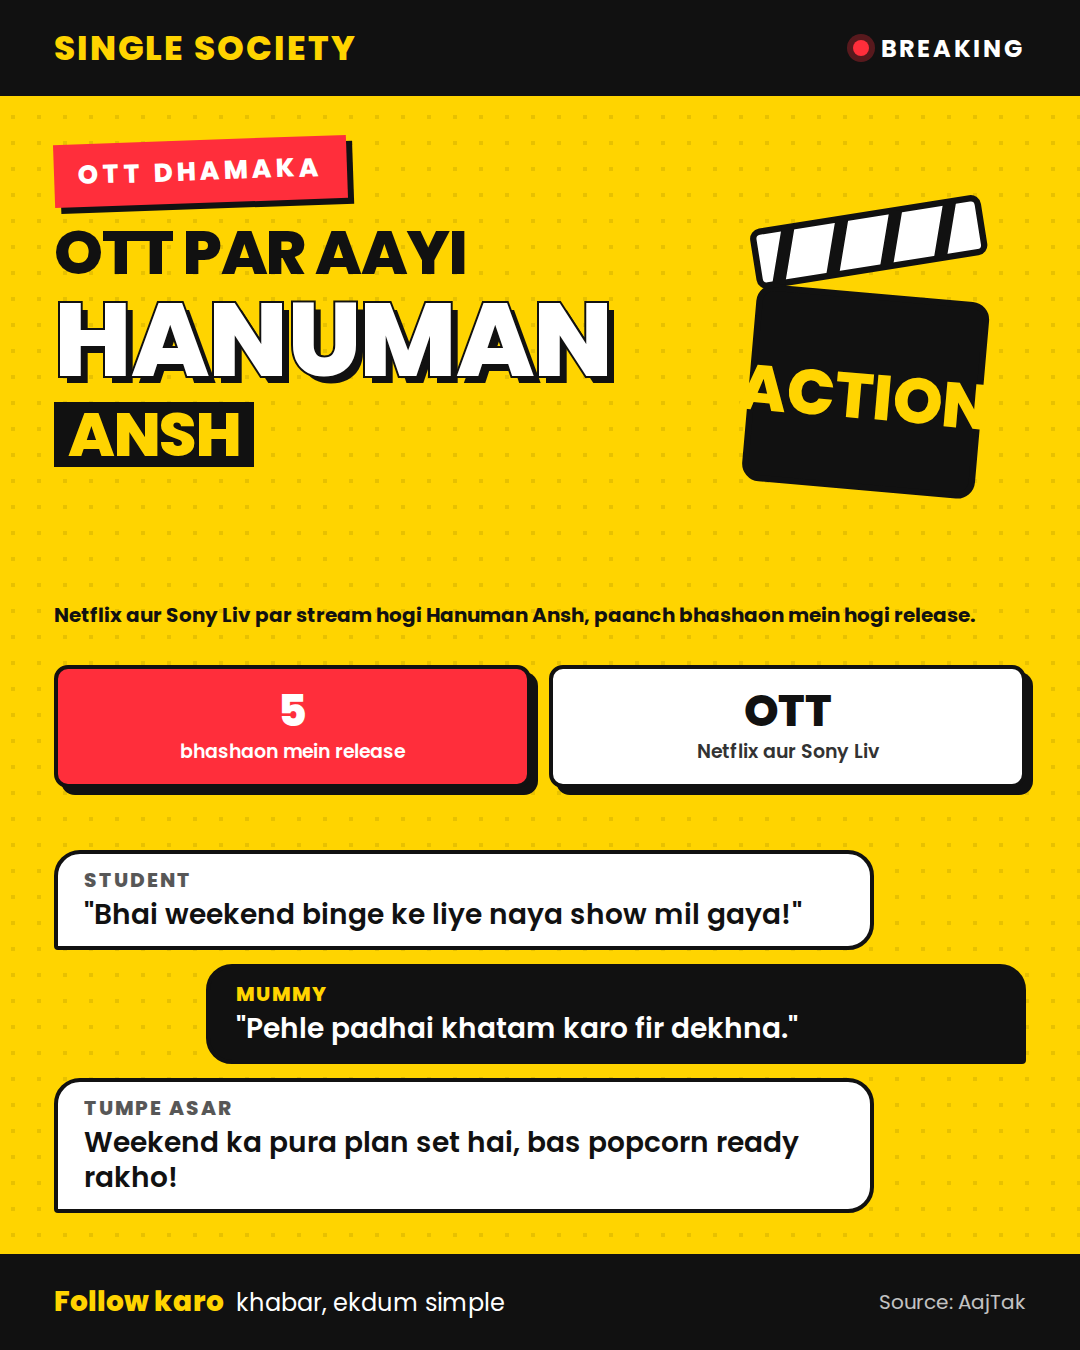 SINGLE SOCIETY
BREAKING
OTT DHAMAKA
OTT PAR AAYI
HANUMAN
ANSH
ACTION
Netflix aur Sony Liv par stream hogi Hanuman Ansh, paanch bhashaon mein hogi release.
5
bhashaon mein release
OTT
Netflix aur Sony Liv
STUDENT
"Bhai weekend binge ke liye naya show mil gaya!"
MUMMY
"Pehle padhai khatam karo fir dekhna."
TUMPE ASAR
Weekend ka pura plan set hai, bas popcorn ready
rakho!
Follow karo khabar, ekdum simple
Source: AajTak